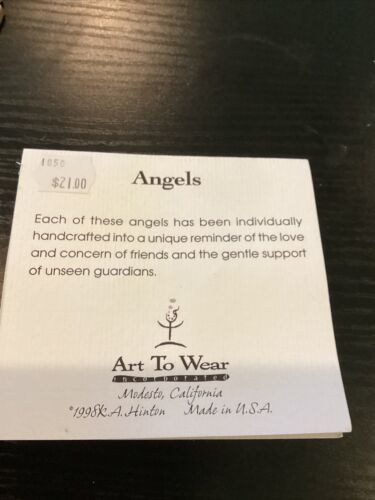 1050
$21.00
Angels
Each of these angels has been individually
handcrafted into a unique reminder of the love
and concern of friends and the gentle support
of unseen guardians.
Art To Wear
incorporated
Modesto, California
©1998 K.A. Hinton Made in U.S.A.